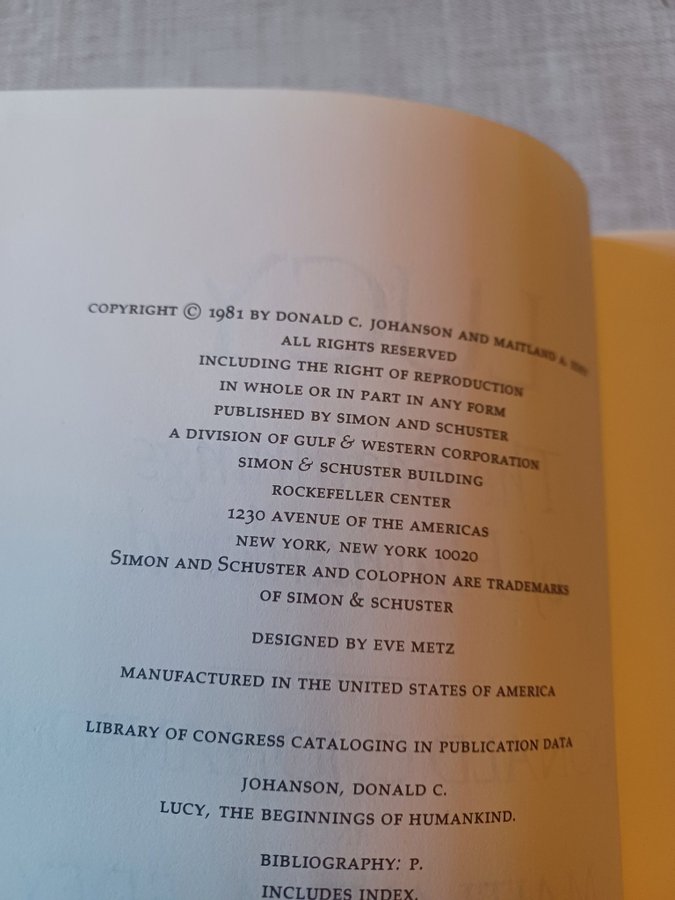 COPYRIGHT © 1981 BY DONALD C. JOHANSON AND MAITLAND A.
ALL RIGHTS RESERVED
INCLUDING THE RIGHT OF REPRODUCTION
IN WHOLE OR IN PART IN ANY FORM
PUBLISHED BY SIMON AND SCHUSTER
A DIVISION OF GULF & WESTERN CORPORATION
SIMON & SCHUSTER BUILDING
ROCKEFELLER CENTER
1230 AVENUE OF THE AMERICAS
NEW YORK, NEW YORK 10020
SIMON AND SCHUSTER AND COLOPHON ARE TRADEMARKS
OF SIMON & SCHUSTER
DESIGNED BY EVE METZ
MANUFACTURED IN THE UNITED STATES OF AMERICA
LIBRARY OF CONGRESS CATALOGING IN PUBLICATION DATA
JOHANSON, DONALD C.
LUCY, THE BEGINNINGS OF HUMANKIND.
BIBLIOGRAPHY: P.
INCLUDES INDEX.